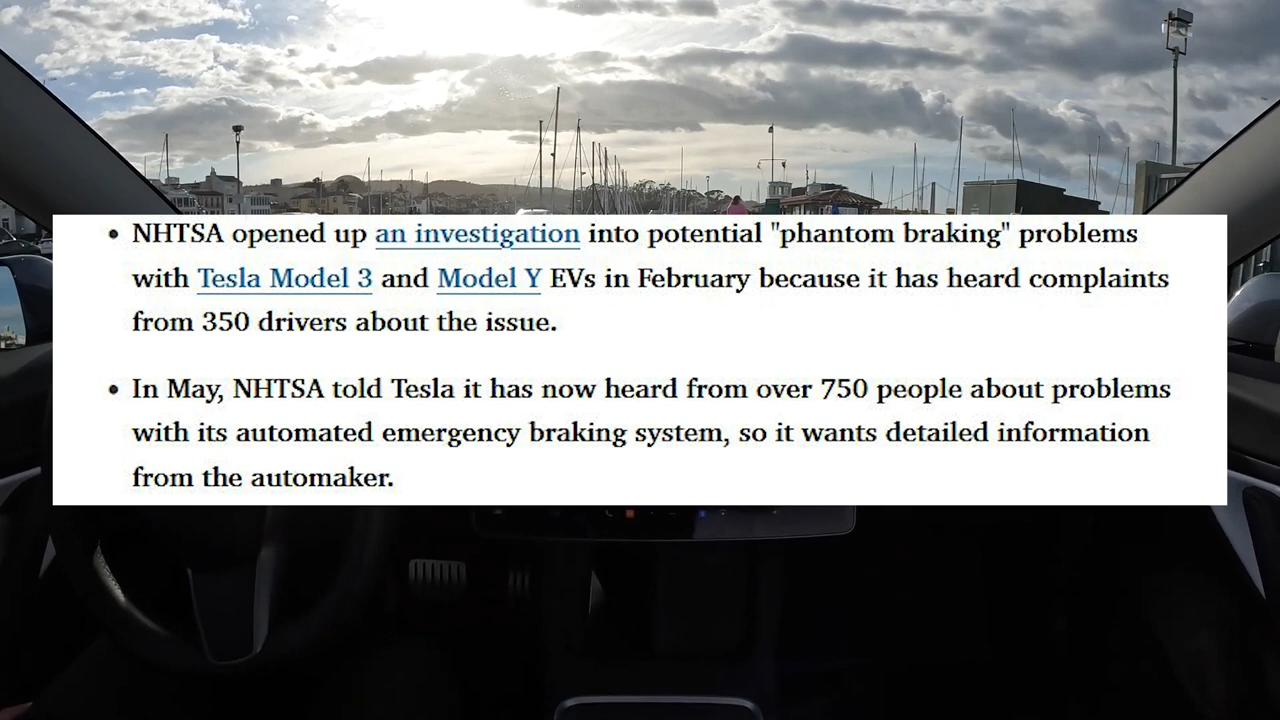 • NHTSA opened up an investigation into potential "phantom braking" problems
with Tesla Model 3 and Model Y EVs in February because it has heard complaints
from 350 drivers about the issue.
• In May, NHTSA told Tesla it has now heard from over 750 people about problems
with its automated emergency braking system, so it wants detailed information
from the automaker.